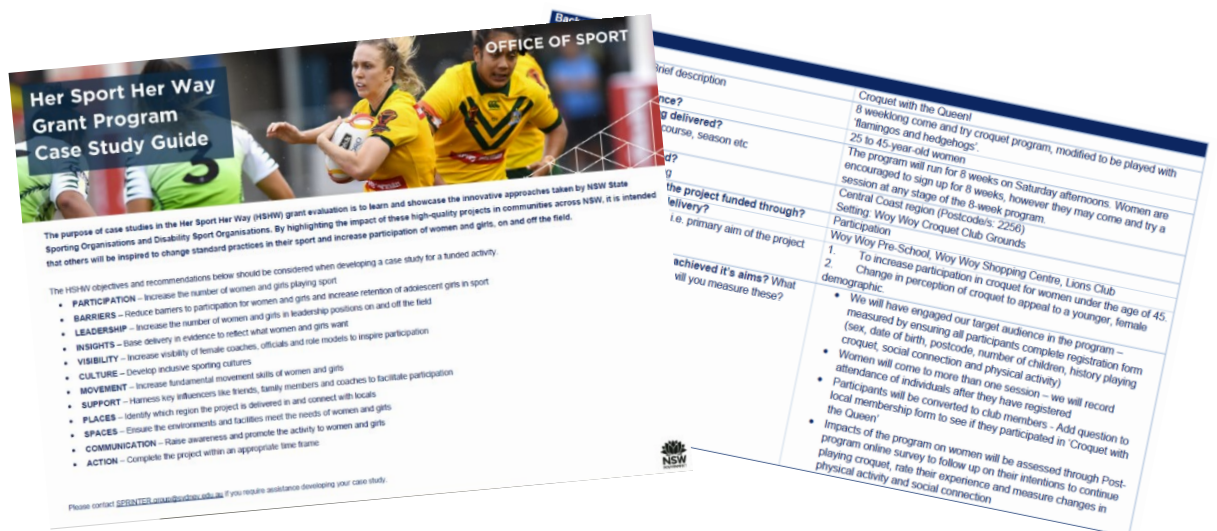 OFFICE OF SPORT
Her Sport Her Way
Grant Program
Case Study Guide
3
The purpose of case studies in the Her Sport Her Way (HSHW) grant evaluation is to learn and showcase the innovative approaches taken by NSW State
Sporting Organisations and Disability Sport Organisations. By highlighting the impact of these high-quality projects in communities across NSW, it is intended
that others will be inspired to change standard practices in their sport and increase participation of women and girls, on and off the field.
The HSHW objectives and recommendations below should be considered when developing a case study for a funded activity.
• PARTICIPATION – Increase the number of women and girls playing sport
• BARRIERS – Reduce barriers to participation for women and girls and increase retention of adolescent girls in sport
• LEADERSHIP – Increase the number of women and girls in leadership positions on and off the field
• INSIGHTS – Base delivery in evidence to reflect what women and girls want
• VISIBILITY – Increase visibility of female coaches, officials and role models to inspire participation
• CULTURE – Develop inclusive sporting cultures
• MOVEMENT – Increase fundamental movement skills of women and girls
• SUPPORT – Harness key influencers like friends, family members and coaches to facilitate participation
• PLACES – Identify which region the project is delivered in and connect with locals
• SPACES – Ensure the environments and facilities meet the needs of women and girls
• COMMUNICATION – Raise awareness and promote the activity to women and girls
• ACTION – Complete the project within an appropriate time frame
Please contact SPRINTER.group@sydney.edu.au if you require assistance developing your case study.
NSW
GOVERNMENT
Brief description
nce?
g delivered?
course, season etc
d?
the project funded through?
delivery?
i.e. primary aim of the project
achieved it's aims? What
will you measure these?
Croquet with the Queen!
8 weeklong come and try croquet program, modified to be played with
'flamingos and hedgehogs'.
25 to 45-year-old women
The program will run for 8 weeks on Saturday afternoons. Women are
encouraged to sign up for 8 weeks, however they may come and try a
session at any stage of the 8-week program.
Central Coast region (Postcode/s: 2256)
Setting: Woy Woy Croquet Club Grounds
Participation
Woy Woy Pre-School, Woy Woy Shopping Centre, Lions Club
1. To increase participation in croquet for women under the age of 45.
2. Change in perception of croquet to appeal to a younger, female
demographic.
• We will have engaged our target audience in the program –
measured by ensuring all participants complete registration form
(sex, date of birth, postcode, number of children, history playing
croquet, social connection and physical activity)
• Women will come to more than one session – we will record
attendance of individuals after they have registered
• Participants will be converted to club members - Add question to
local membership form to see if they participated in 'Croquet with
the Queen'
• Impacts of the program on women will be assessed through Post-
program online survey to follow up on their intentions to continue
playing croquet, rate their experience and measure changes in
physical activity and social connection